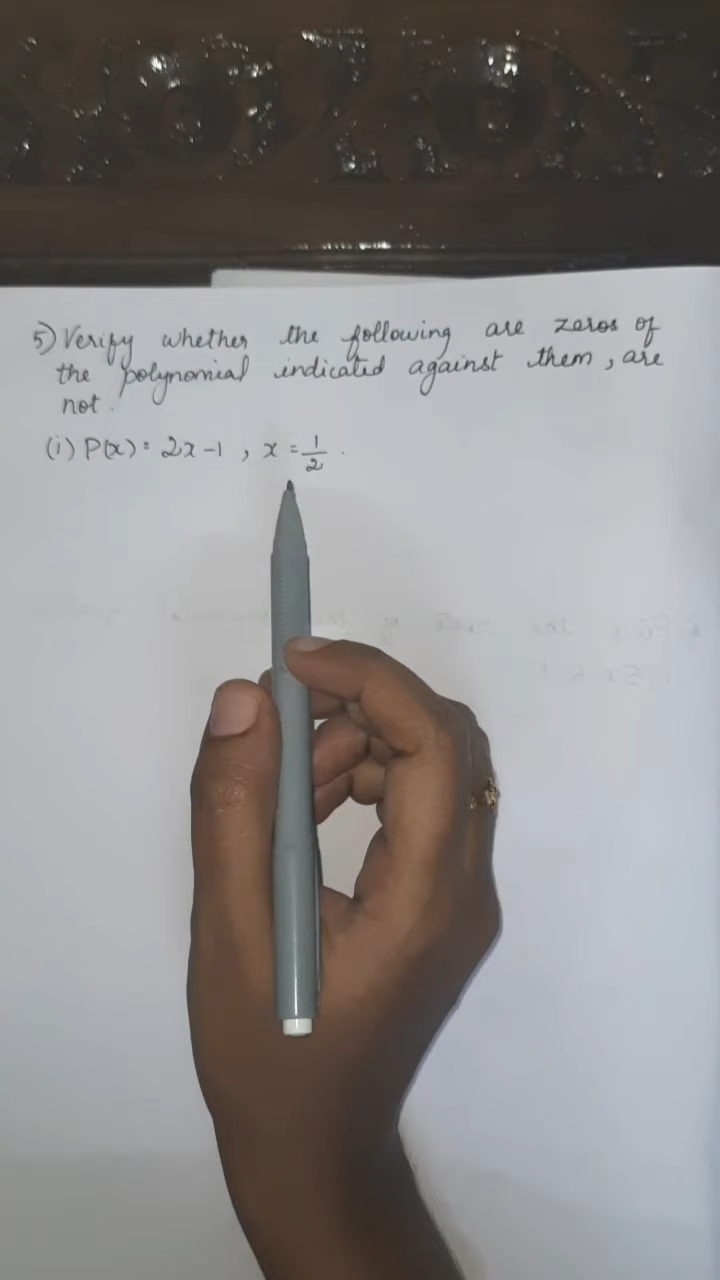 5) Verify whether the following are zeros of
the polynomial indicated against them, are
not.
(i) P(x) = 2x-1 , x = 1/2 .